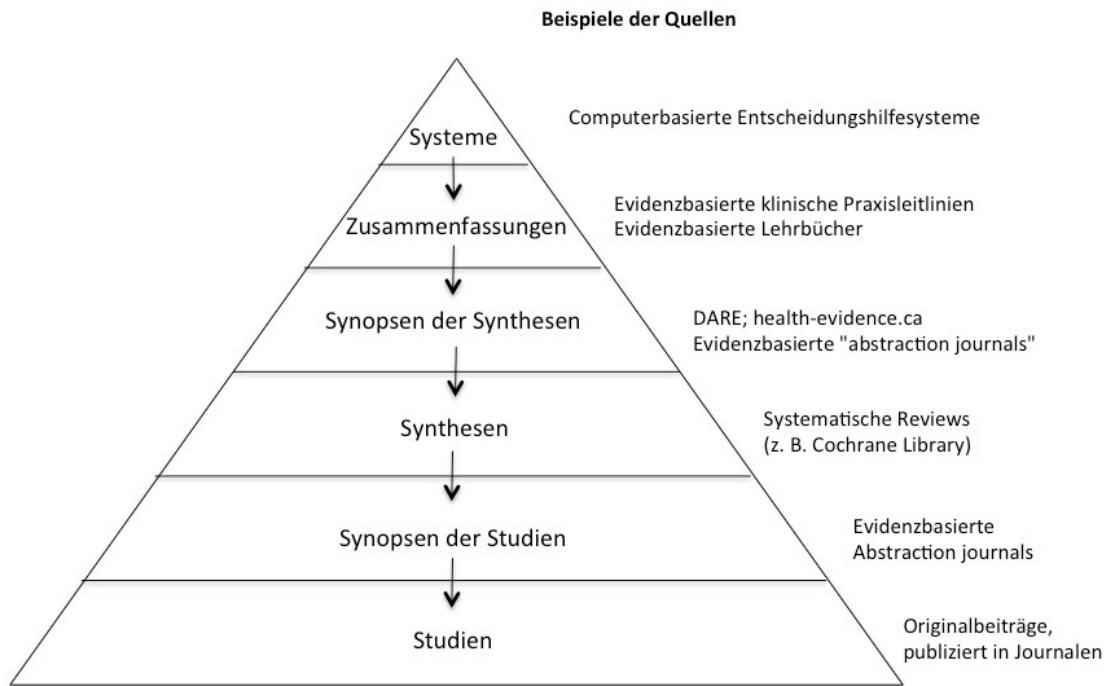 Beispiele der Quellen
Systeme
Computerbasierte Entscheidungshilfesysteme
Zusammenfassungen
Evidenzbasierte klinische Praxisleitlinien
Evidenzbasierte Lehrbücher
Synopsen der Synthesen
DARE; health-evidence.ca
Evidenzbasierte "abstraction journals"
Synthesen
Systematische Reviews
(z. B. Cochrane Library)
Synopsen der Studien
Evidenzbasierte
Abstraction journals
Studien
Originalbeiträge,
publiziert in Journalen